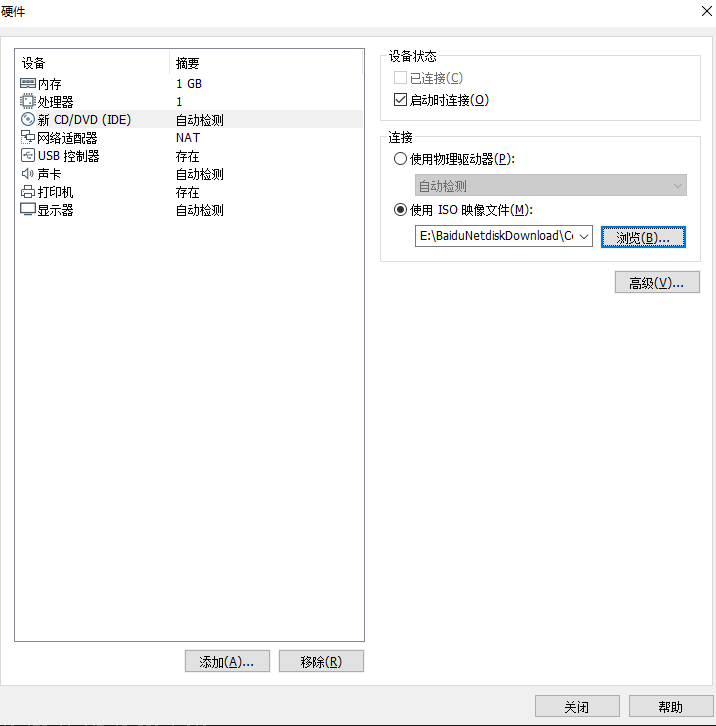 硬件
设备 摘要
内存 1 GB
处理器 1
新 CD/DVD (IDE) 自动检测
网络适配器 NAT
USB 控制器 存在
声卡 自动检测
打印机 存在
显示器 自动检测
添加(A)... 移除(R)
设备状态
已连接(C)
启动时连接(O)
连接
使用物理驱动器(P):
自动检测
使用 ISO 映像文件(M):
E:\BaiduNetdiskDownload\C 浏览(B)...
高级(V)...
关闭 帮助